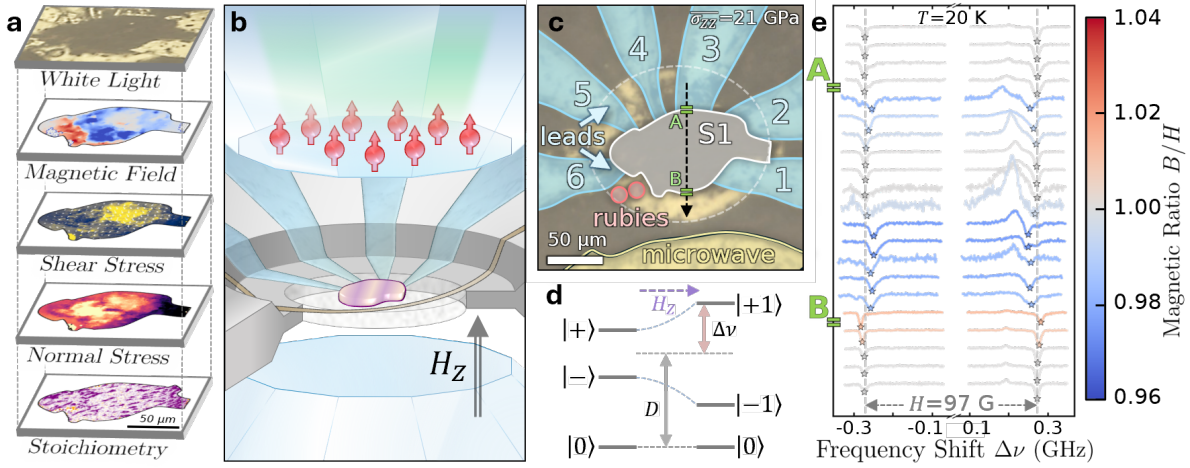 a
White Light
Magnetic Field
Shear Stress
Normal Stress
50 μm
Stoichiometry
b
H_Z
c
σ_ZZ=21 GPa
1
2
3
4
5
6
leads
A
S1
B
rubies
50 μm
microwave
d
H_Z
|+⟩
|+1⟩
Δν
|−⟩
|−1⟩
D
|0⟩
|0⟩
e
T=20 K
A
B
H=97 G
-0.3
-0.1
0.1
0.3
Frequency Shift Δν (GHz)
1.04
1.02
1.00
0.98
0.96
Magnetic Ratio B/H